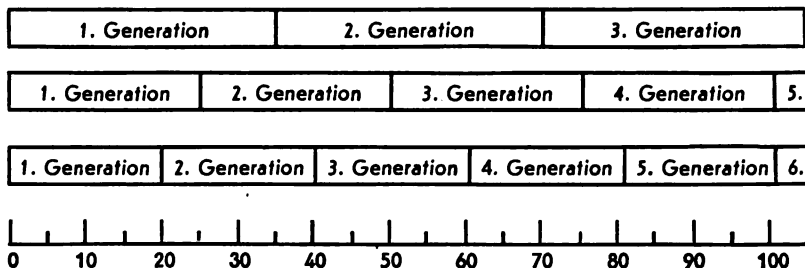 1. Generation 2. Generation 3. Generation
1. Generation 2. Generation 3. Generation 4. Generation 5.
1. Generation 2. Generation 3. Generation 4. Generation 5. Generation 6.
0 10 20 30 40 50 60 70 80 90 100